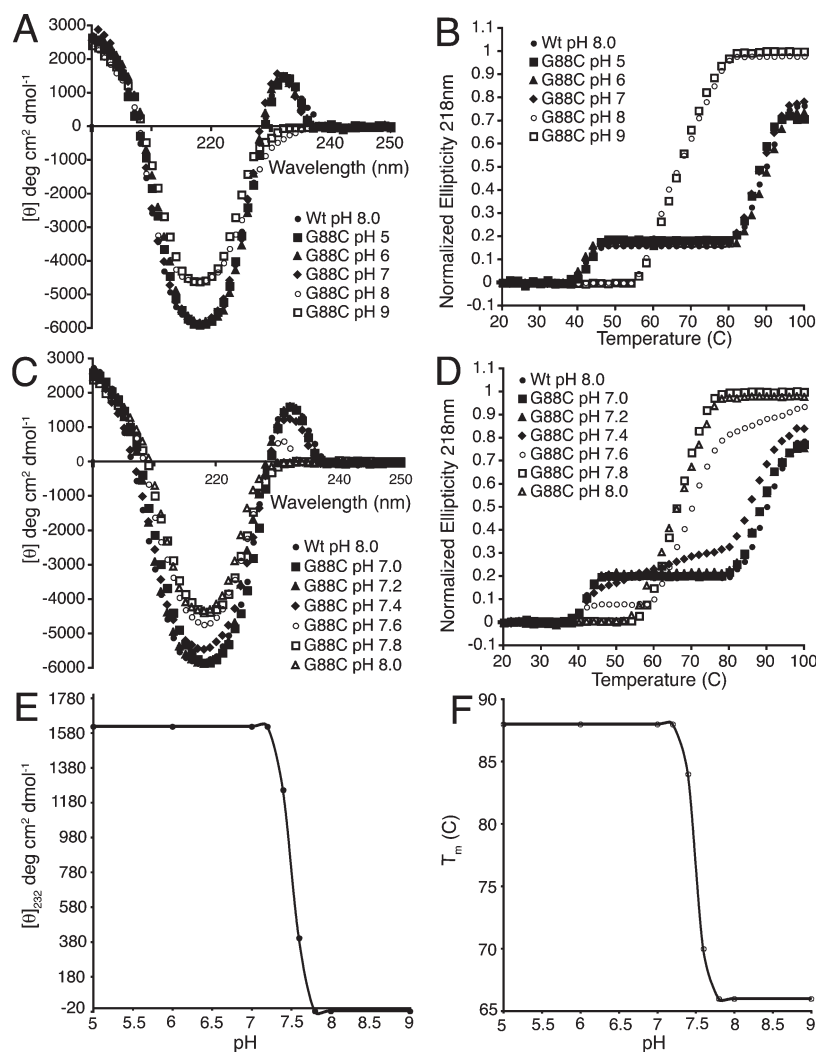 A
3000
2000
1000
0
-1000
-2000
-3000
-4000
-5000
-6000
[θ] deg cm² dmol⁻¹
220
240
250
Wavelength (nm)
Wt pH 8.0
G88C pH 5
G88C pH 6
G88C pH 7
G88C pH 8
G88C pH 9
B
1.1
1
0.9
0.8
0.7
0.6
0.5
0.4
0.3
0.2
0.1
0
-0.1
Normalized Ellipticity 218nm
Wt pH 8.0
G88C pH 5
G88C pH 6
G88C pH 7
G88C pH 8
G88C pH 9
20 30 40 50 60 70 80 90 100
Temperature (C)
C
3000
2000
1000
0
-1000
-2000
-3000
-4000
-5000
-6000
[θ] deg cm² dmol⁻¹
220
240
250
Wavelength (nm)
Wt pH 8.0
G88C pH 7.0
G88C pH 7.2
G88C pH 7.4
G88C pH 7.6
G88C pH 7.8
G88C pH 8.0
D
1.1
1
0.9
0.8
0.7
0.6
0.5
0.4
0.3
0.2
0.1
0
-0.1
Normalized Ellipticity 218nm
Wt pH 8.0
G88C pH 7.0
G88C pH 7.2
G88C pH 7.4
G88C pH 7.6
G88C pH 7.8
G88C pH 8.0
20 30 40 50 60 70 80 90 100
Temperature (C)
E
1780
1580
1380
1180
980
780
580
380
180
-20
[θ]₂₃₂ deg cm² dmol⁻¹
5 6 6.5 7 7.5 8 8.5 9
pH
F
90
85
80
75
70
65
Tₘ (C)
5 5.5 6 6.5 7 7.5 8 8.5 9
pH